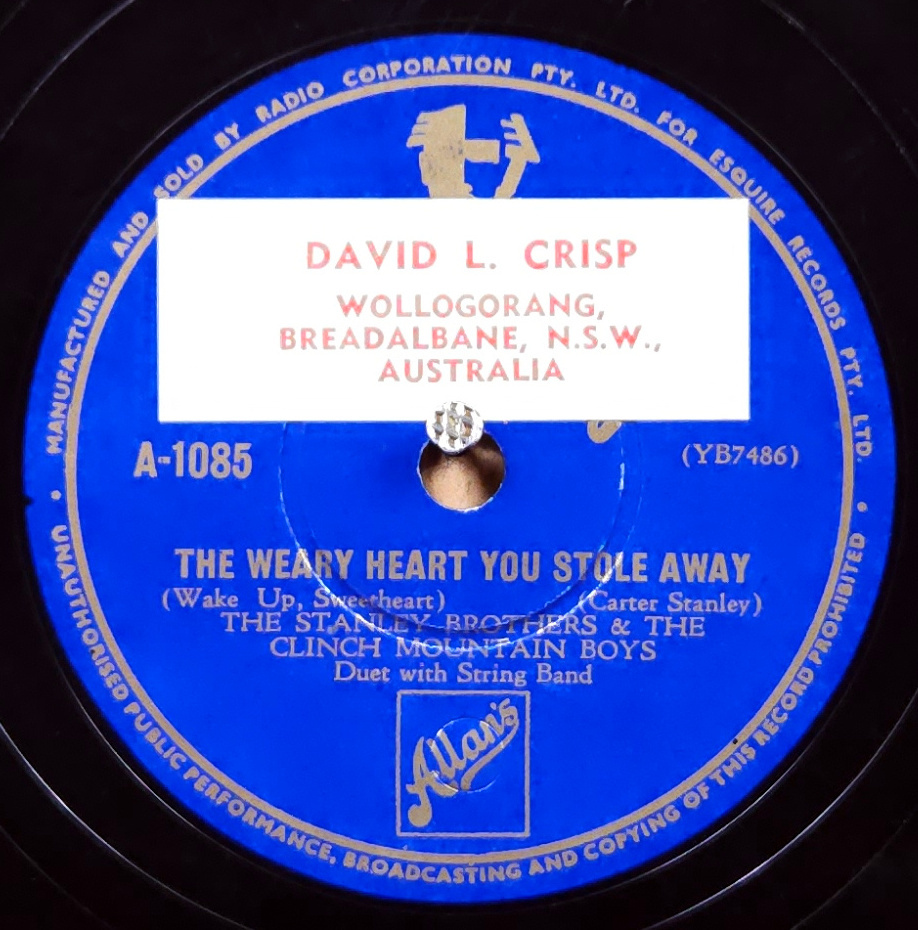 MANUFACTURED AND SOLD BY RADIO CORPORATION PTY. LTD. FOR ESQUIRE RECORDS PTY. LTD.
DAVID L. CRISP
WOLLOGORANG,
BREADALBANE, N.S.W.,
AUSTRALIA
A-1085
(YB7486)
THE WEARY HEART YOU STOLE AWAY
(Wake Up, Sweetheart) (Carter Stanley)
THE STANLEY BROTHERS & THE
CLINCH MOUNTAIN BOYS
Duet with String Band
Allan's
• UNAUTHORISED PUBLIC PERFORMANCE, BROADCASTING AND COPYING OF THIS RECORD PROHIBITED •